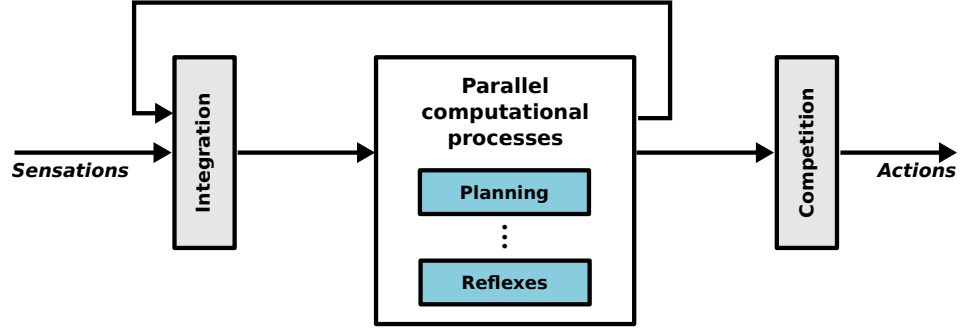 Sensations
Integration
Parallel
computational
processes
Planning
Reflexes
Competition
Actions